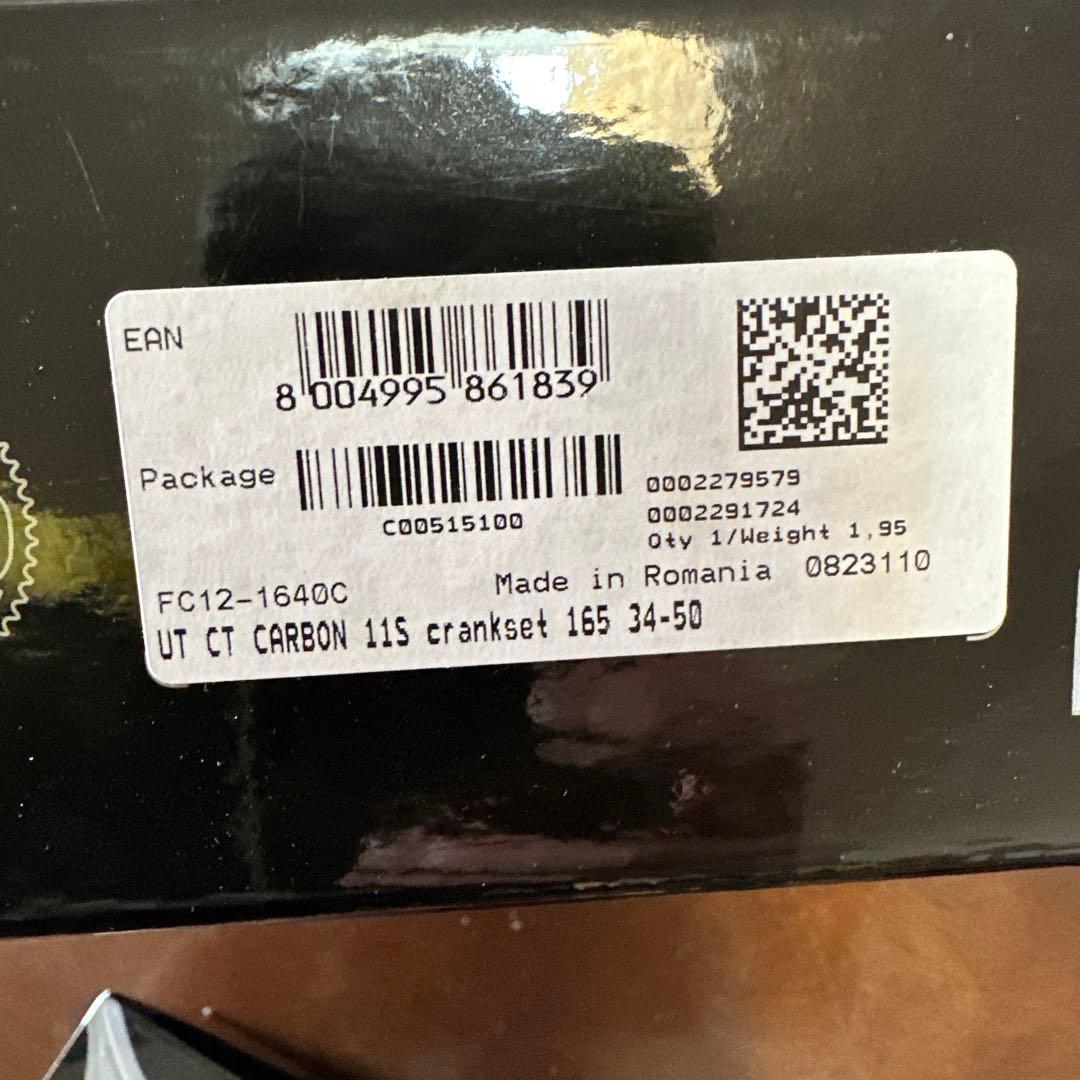 EAN
8 004995 861839
Package
C00515100
0002279579
0002291724
Qty 1/Weight 1,95
FC12-1640C
Made in Romania 0823110
UT CT CARBON 11S crankset 165 34-50